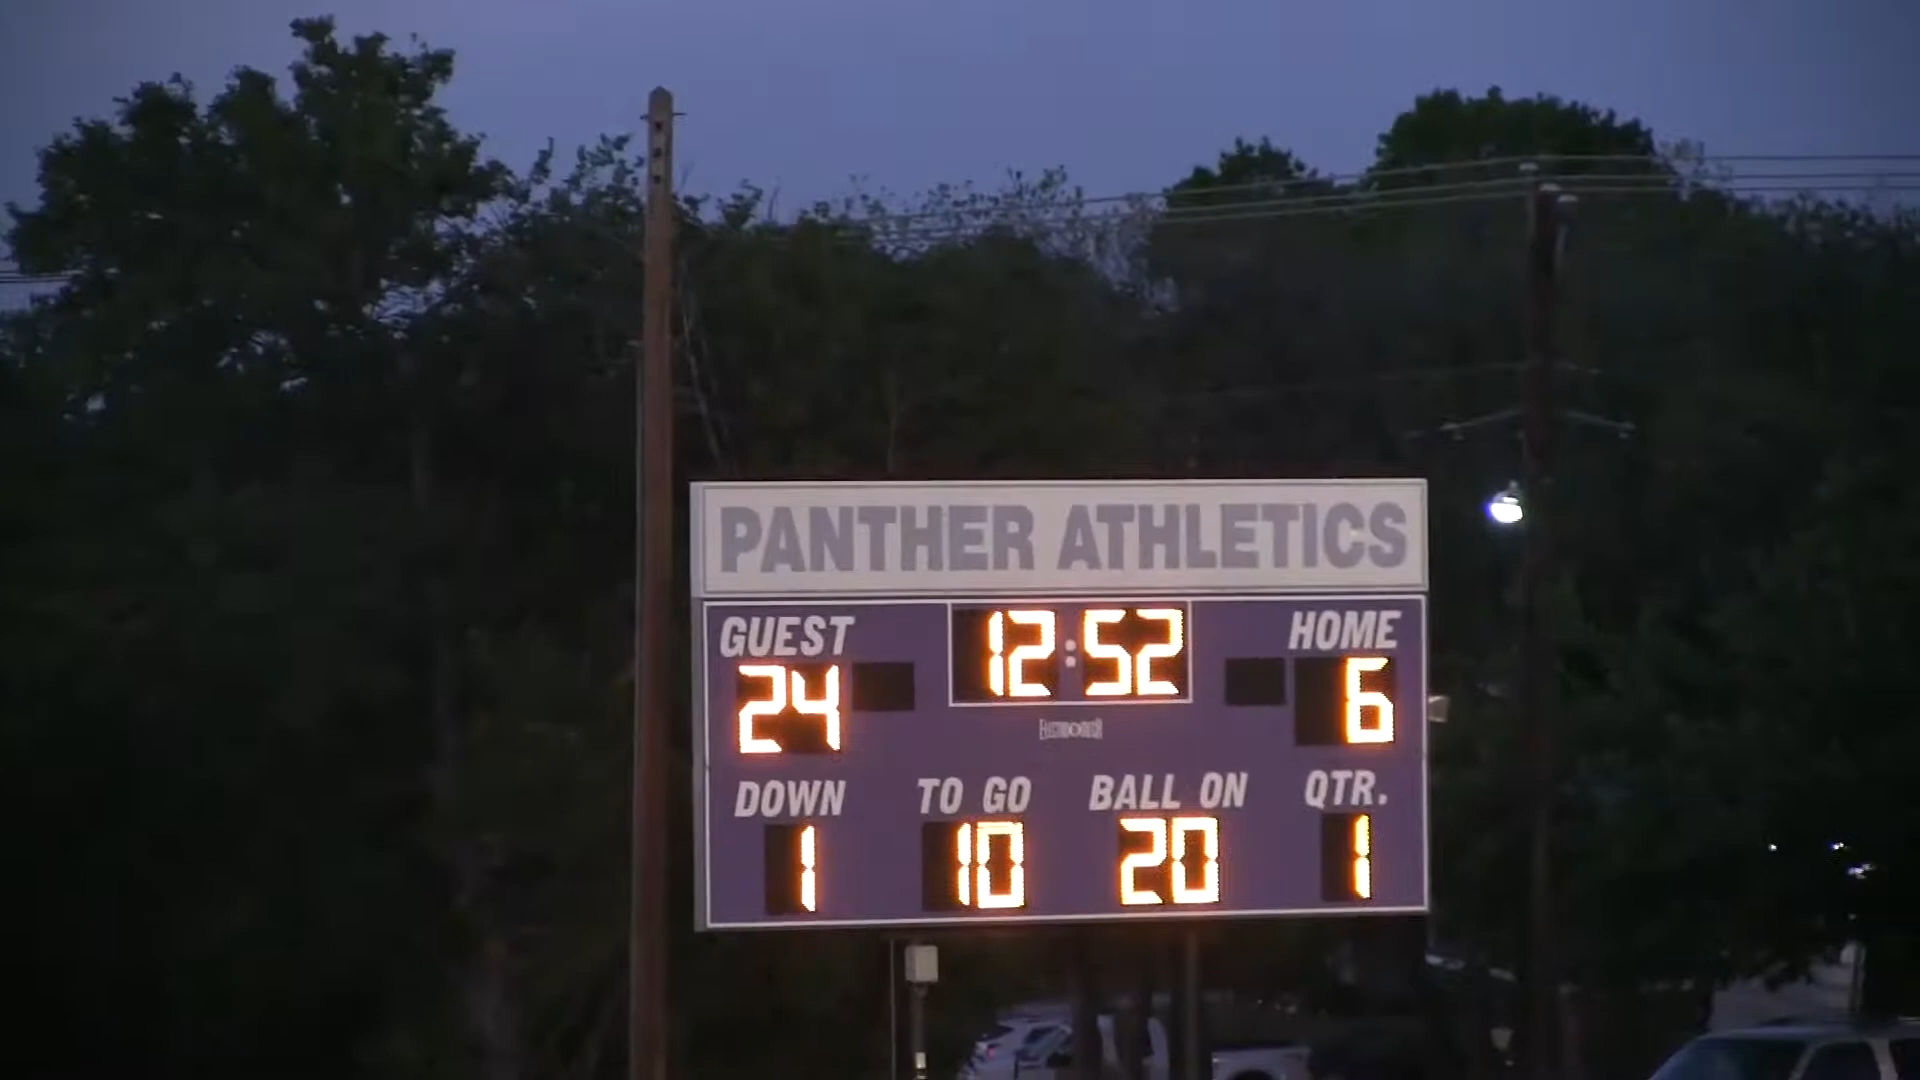 PANTHER ATHLETICS
GUEST 12:52 HOME
24 6
DOWN TO GO BALL ON QTR.
1 10 20 1